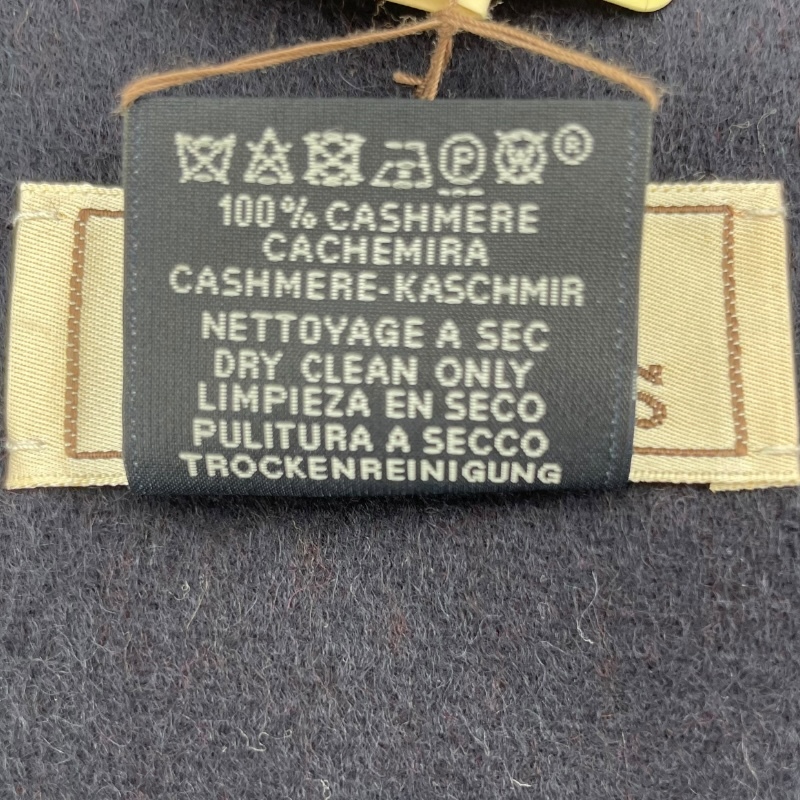 P W ®
100% CASHMERE
CACHEMIRA
CASHMERE-KASCHMIR
NETTOYAGE A SEC
DRY CLEAN ONLY
LIMPIEZA EN SECO
PULITURA A SECCO
TROCKENREINIGUNG